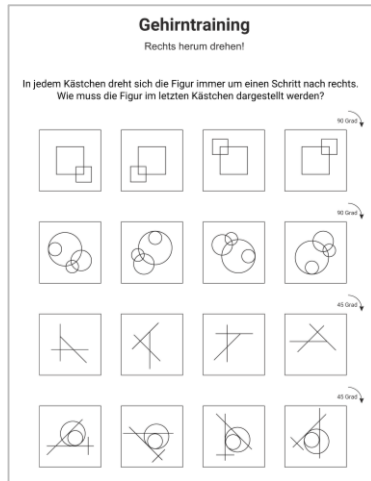 Gehirntraining
Rechts herum drehen!
In jedem Kästchen dreht sich die Figur immer um einen Schritt nach rechts.
Wie muss die Figur im letzten Kästchen dargestellt werden?
90 Grad
90 Grad
45 Grad
45 Grad